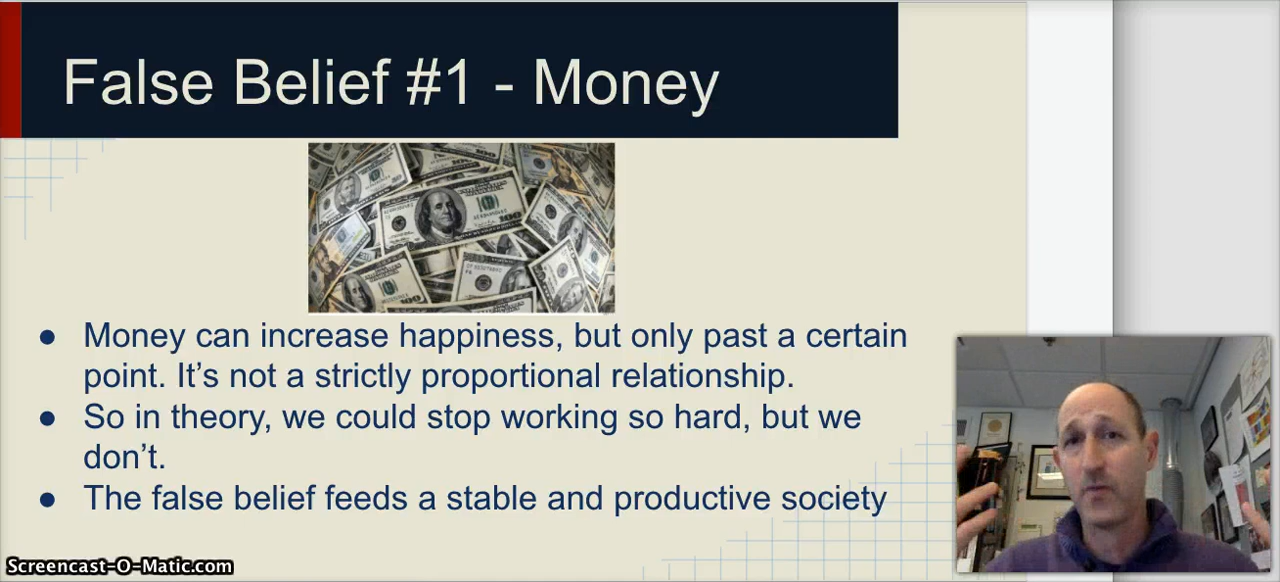 False Belief #1 - Money
● Money can increase happiness, but only past a certain
point. It's not a strictly proportional relationship.
● So in theory, we could stop working so hard, but we
don't.
● The false belief feeds a stable and productive society
Screencast-O-Matic.com